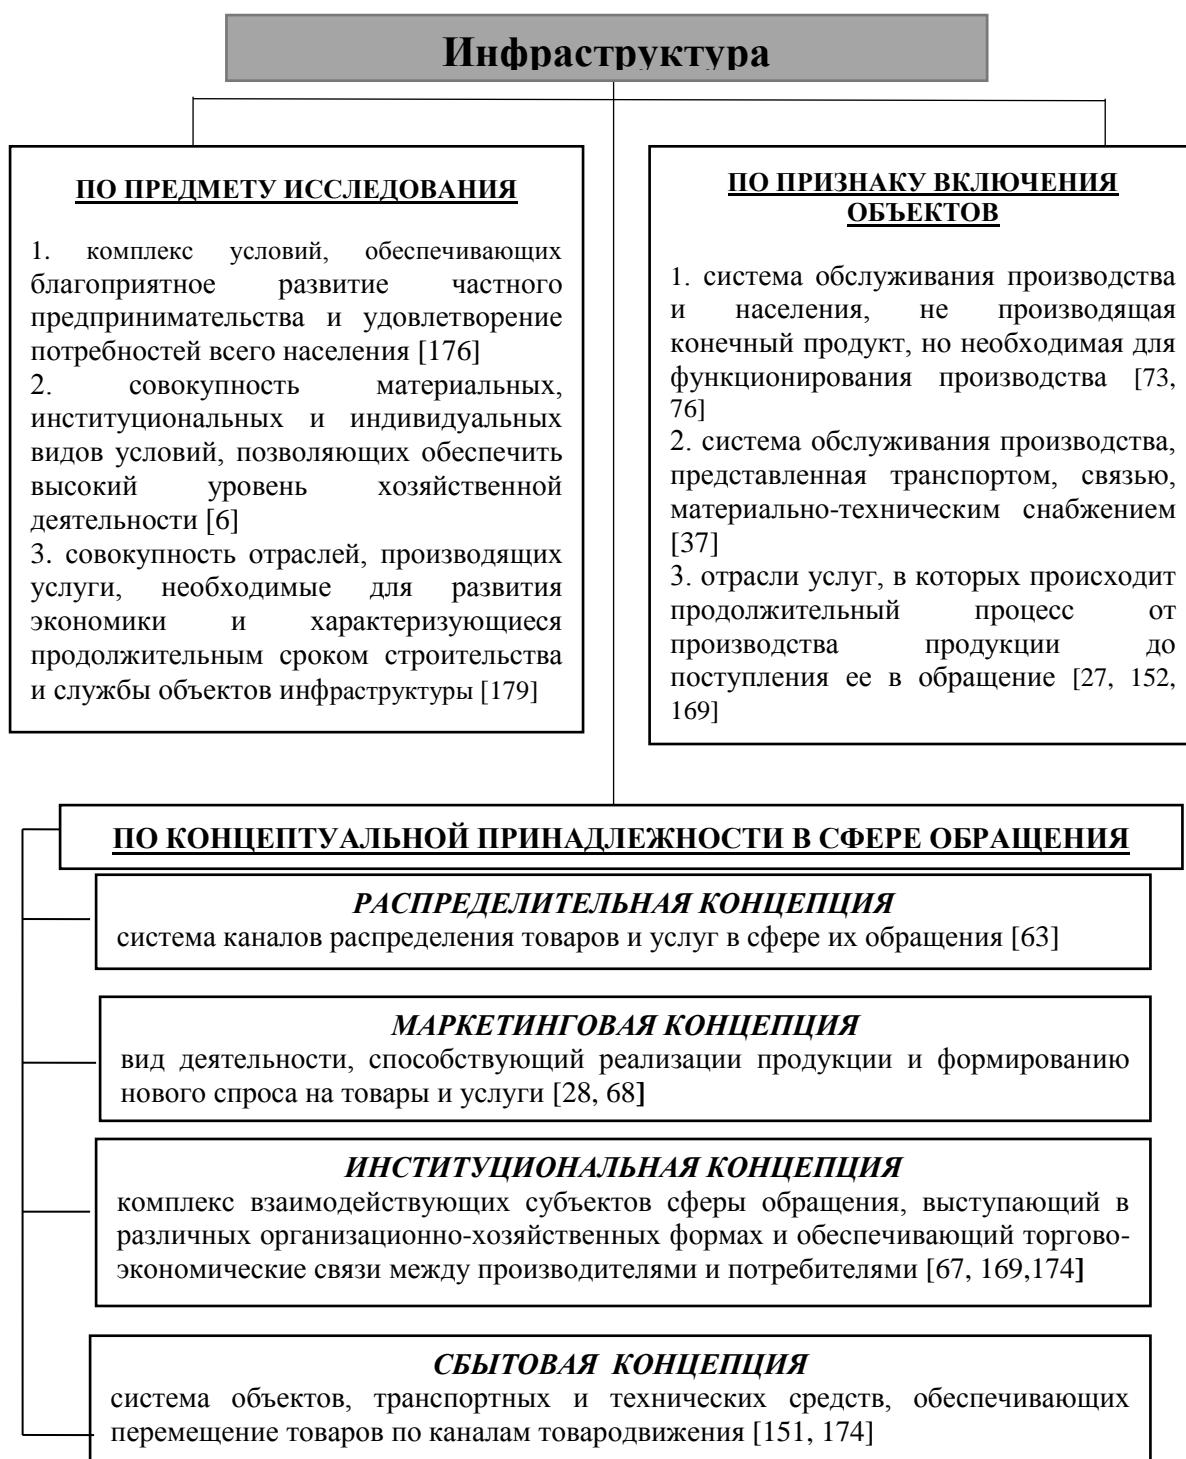 Инфраструктура
ПО ПРЕДМЕТУ ИССЛЕДОВАНИЯ
1. комплекс условий, обеспечивающих
благоприятное развитие частного
предпринимательства и удовлетворение
потребностей всего населения [176]
2. совокупность материальных,
институциональных и индивидуальных
видов условий, позволяющих обеспечить
высокий уровень хозяйственной
деятельности [6]
3. совокупность отраслей, производящих
услуги, необходимые для развития
экономики и характеризующиеся
продолжительным сроком строительства
и службы объектов инфраструктуры [179]
ПО ПРИЗНАКУ ВКЛЮЧЕНИЯ
ОБЪЕКТОВ
1. система обслуживания производства
и населения, не производящая
конечный продукт, но необходимая для
функционирования производства [73,
76]
2. система обслуживания производства,
представленная транспортом, связью,
материально-техническим снабжением
[37]
3. отрасли услуг, в которых происходит
продолжительный процесс от
производства продукции до
поступления ее в обращение [27, 152,
169]
ПО КОНЦЕПТУАЛЬНОЙ ПРИНАДЛЕЖНОСТИ В СФЕРЕ ОБРАЩЕНИЯ
РАСПРЕДЕЛИТЕЛЬНАЯ КОНЦЕПЦИЯ
система каналов распределения товаров и услуг в сфере их обращения [63]
МАРКЕТИНГОВАЯ КОНЦЕПЦИЯ
вид деятельности, способствующий реализации продукции и формированию
нового спроса на товары и услуги [28, 68]
ИНСТИТУЦИОНАЛЬНАЯ КОНЦЕПЦИЯ
комплекс взаимодействующих субъектов сферы обращения, выступающий в
различных организационно-хозяйственных формах и обеспечивающий торгово-
экономические связи между производителями и потребителями [67, 169,174]
СБЫТОВАЯ КОНЦЕПЦИЯ
система объектов, транспортных и технических средств, обеспечивающих
перемещение товаров по каналам товародвижения [151, 174]